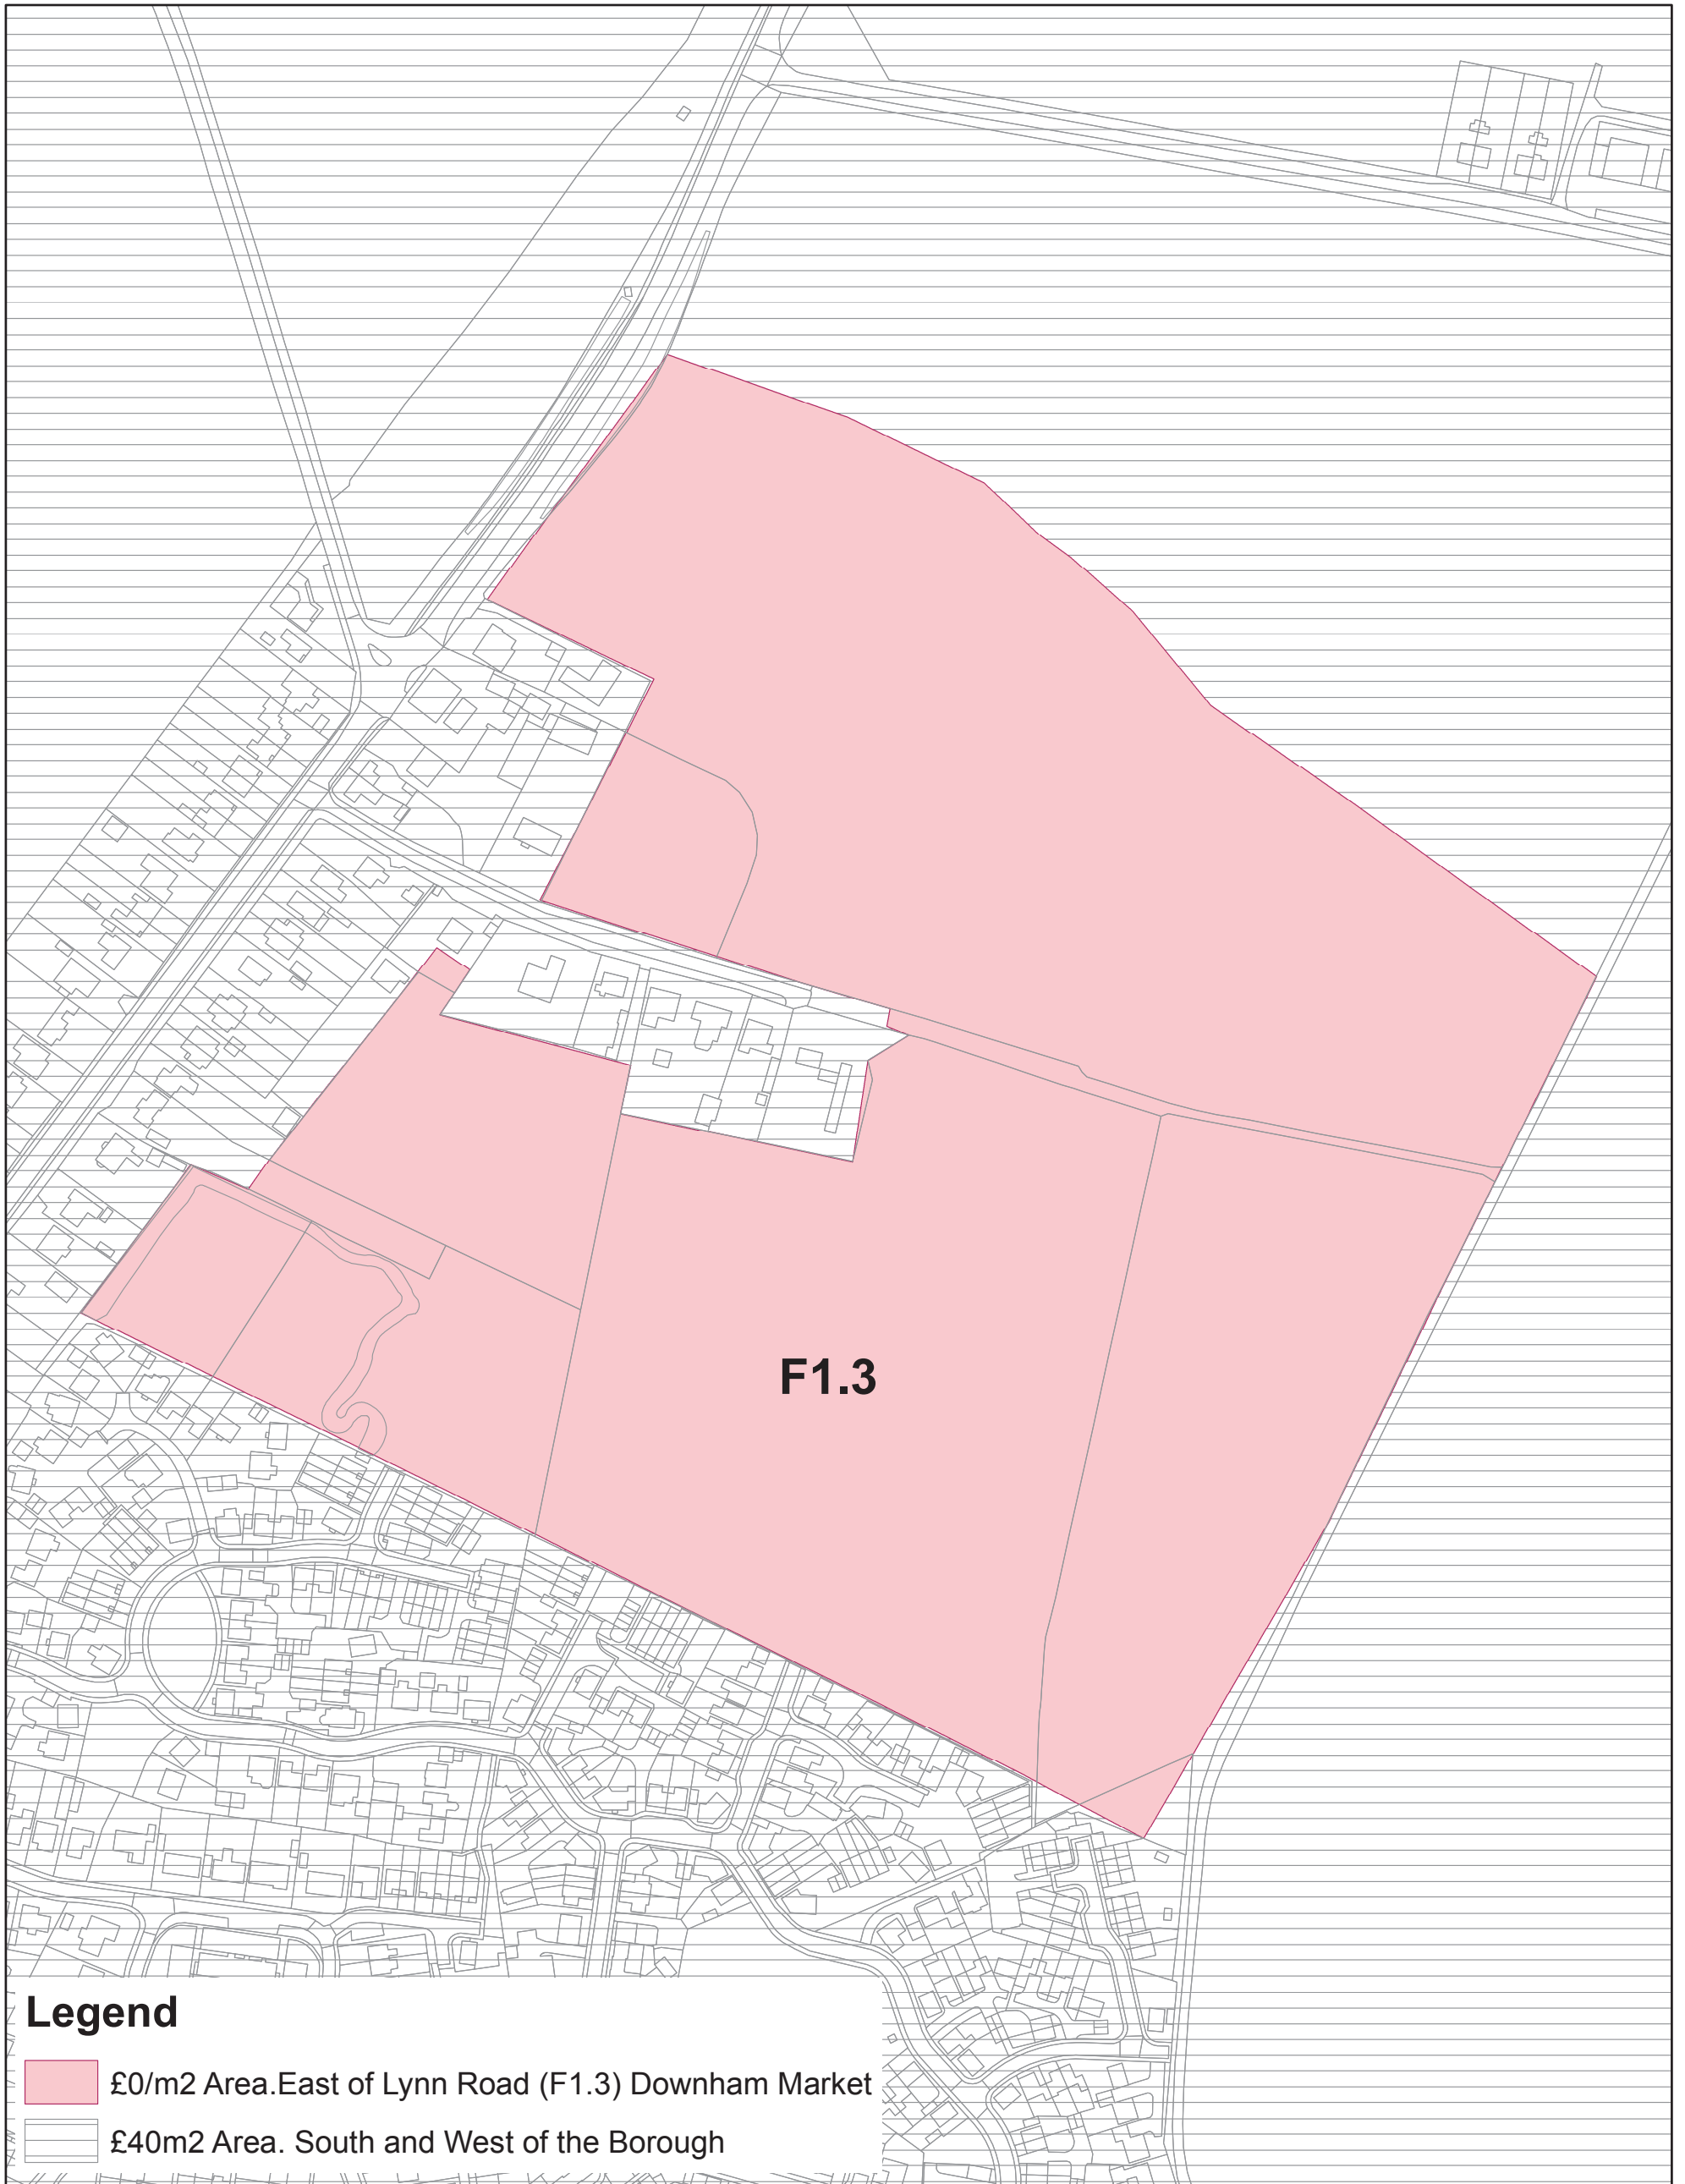 F1.3
Legend
£0/m2 Area.East of Lynn Road (F1.3) Downham Market
£40m2 Area. South and West of the Borough